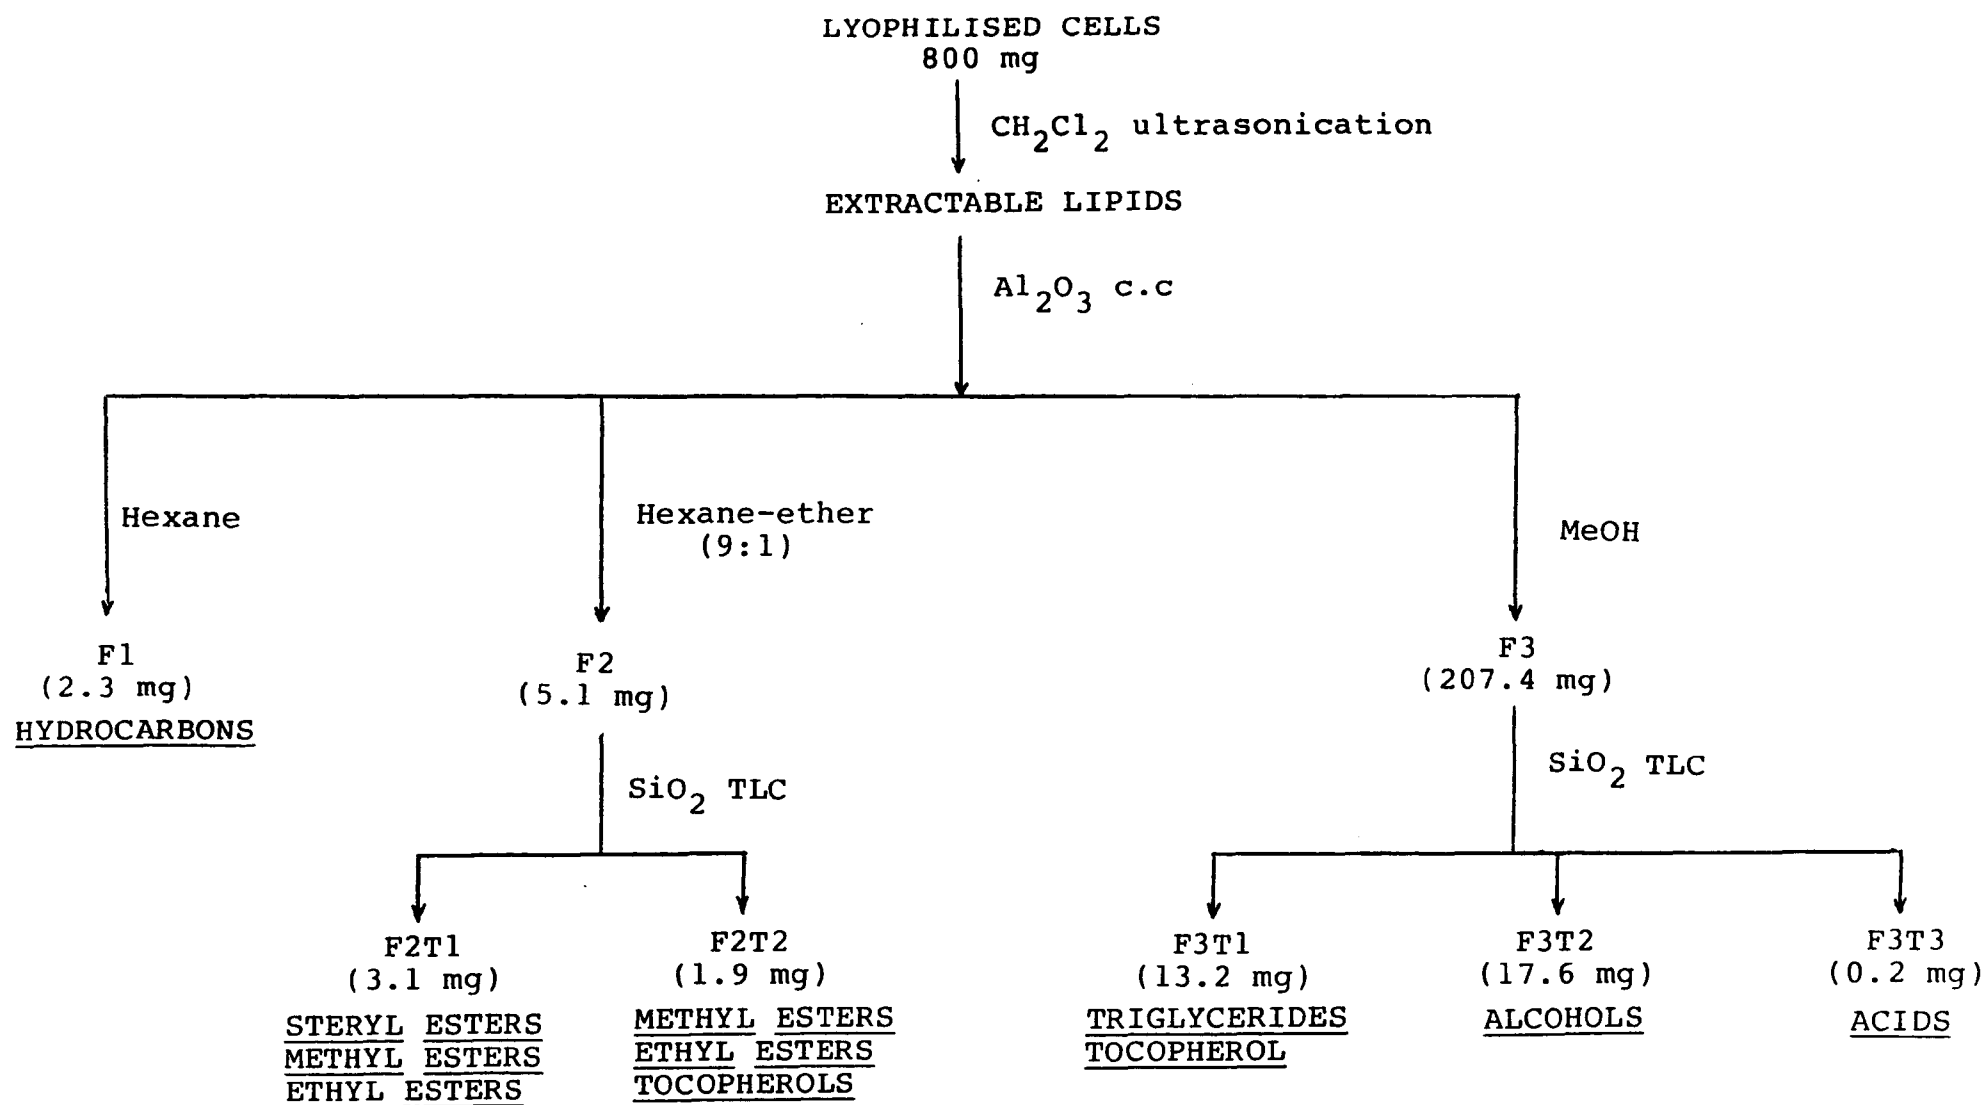 LYOPHILISED CELLS
800 mg
CH2Cl2 ultrasonication
EXTRACTABLE LIPIDS
Al2O3 c.c
Hexane
Hexane-ether
(9:1)
MeOH
F1
(2.3 mg)
HYDROCARBONS
F2
(5.1 mg)
F3
(207.4 mg)
SiO2 TLC
SiO2 TLC
F2T1
(3.1 mg)
STERYL ESTERS
METHYL ESTERS
ETHYL ESTERS
F2T2
(1.9 mg)
METHYL ESTERS
ETHYL ESTERS
TOCOPHEROLS
F3T1
(13.2 mg)
TRIGLYCERIDES
TOCOPHEROL
F3T2
(17.6 mg)
ALCOHOLS
F3T3
(0.2 mg)
ACIDS